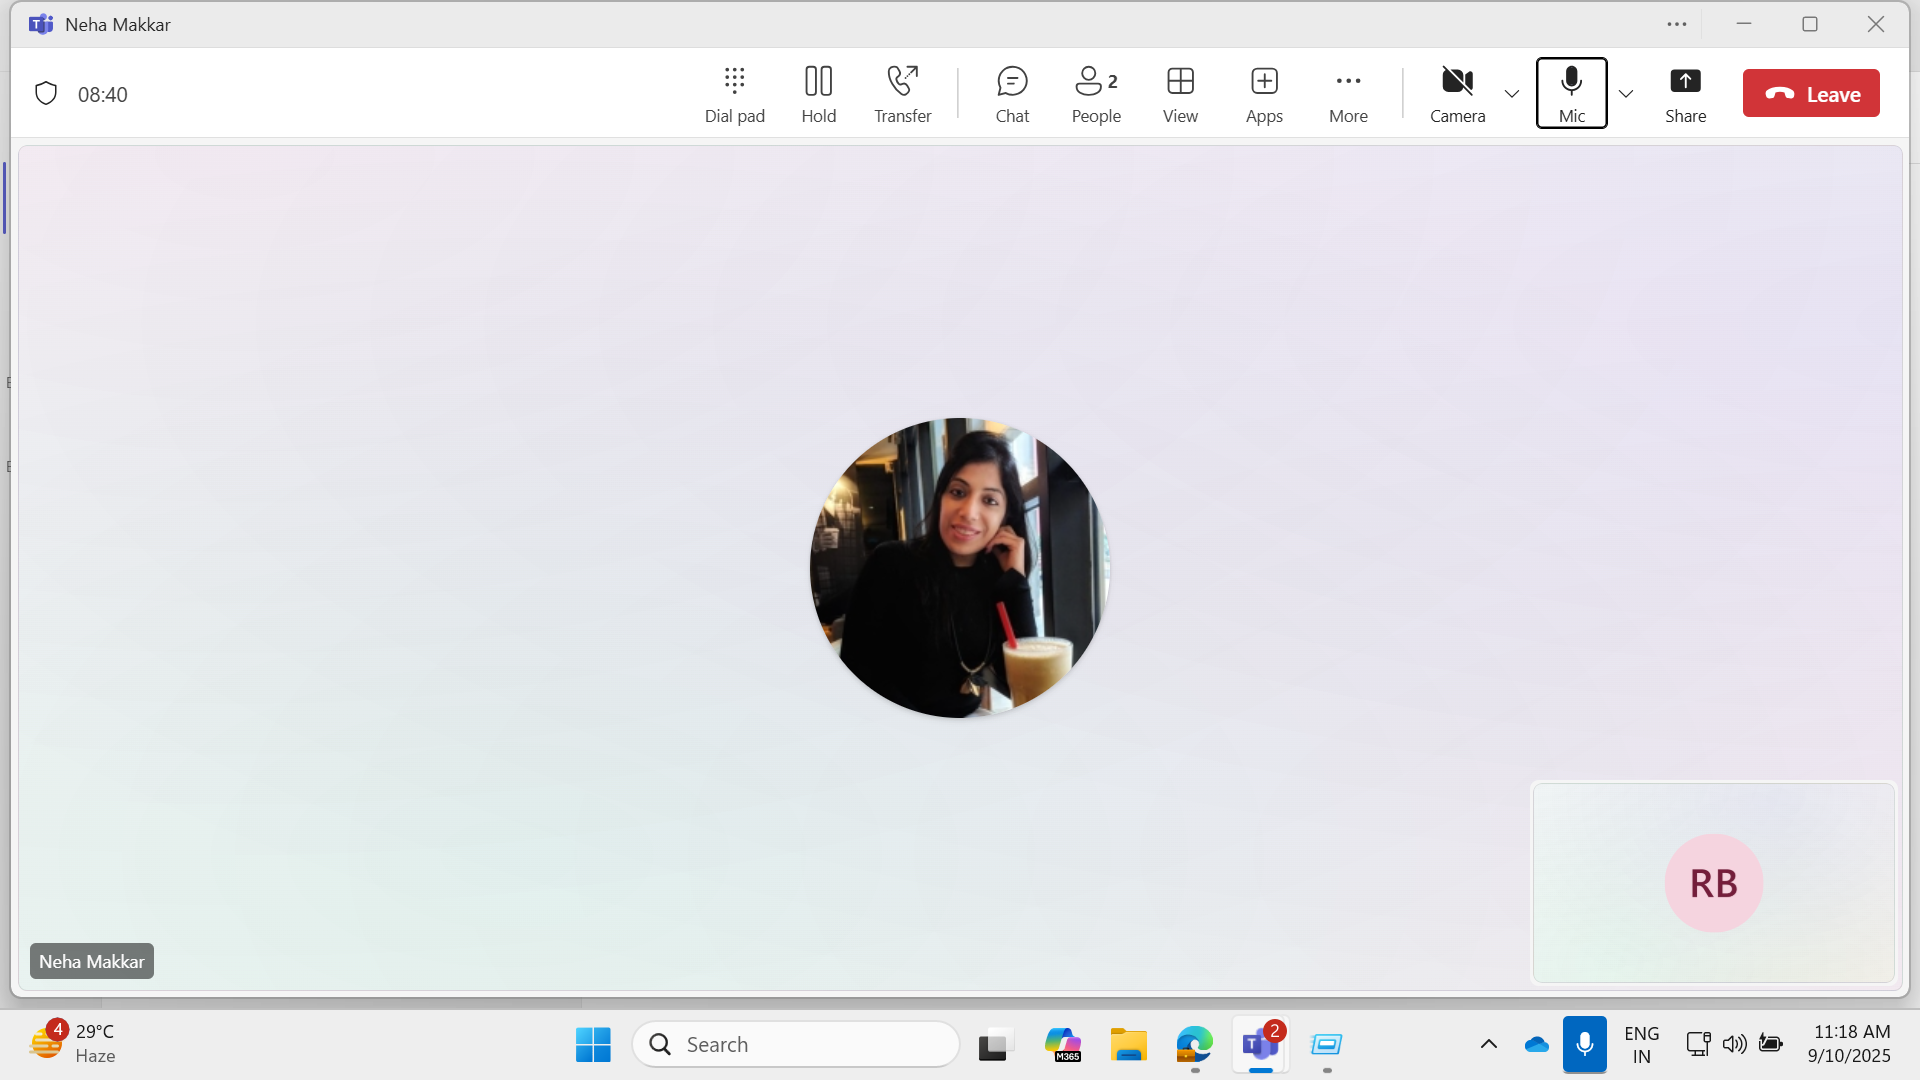 Neha Makkar
08:40
Dial pad
Hold
Transfer
Chat
2
People
View
Apps
More
Camera
Mic
Share
Leave
RB
Neha Makkar
4
29°C
Haze
Search
M365
T
2
ENG
IN
11:18 AM
9/10/2025